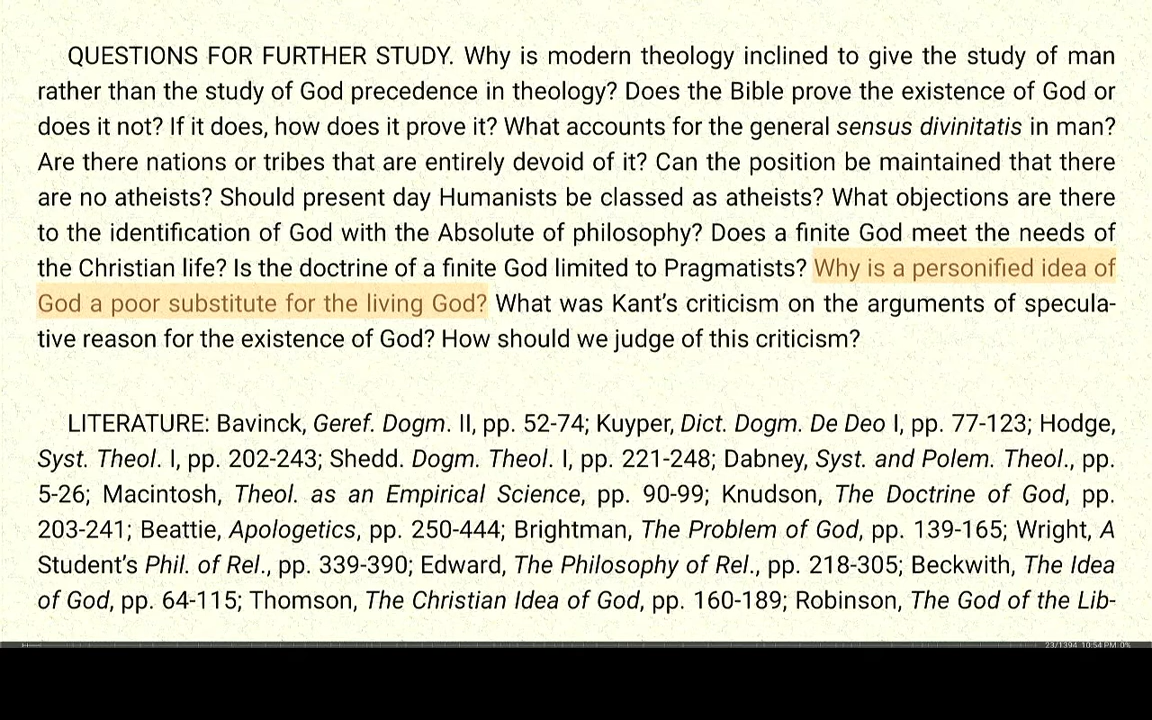 QUESTIONS FOR FURTHER STUDY. Why is modern theology inclined to give the study of man
rather than the study of God precedence in theology? Does the Bible prove the existence of God or
does it not? If it does, how does it prove it? What accounts for the general sensus divinitatis in man?
Are there nations or tribes that are entirely devoid of it? Can the position be maintained that there
are no atheists? Should present day Humanists be classed as atheists? What objections are there
to the identification of God with the Absolute of philosophy? Does a finite God meet the needs of
the Christian life? Is the doctrine of a finite God limited to Pragmatists? Why is a personified idea of
God a poor substitute for the living God? What was Kant’s criticism on the arguments of specula-
tive reason for the existence of God? How should we judge of this criticism?
LITERATURE: Bavinck, Geref. Dogm. II, pp. 52-74; Kuyper, Dict. Dogm. De Deo I, pp. 77-123; Hodge,
Syst. Theol. I, pp. 202-243; Shedd. Dogm. Theol. I, pp. 221-248; Dabney, Syst. and Polem. Theol., pp.
5-26; Macintosh, Theol. as an Empirical Science, pp. 90-99; Knudson, The Doctrine of God, pp.
203-241; Beattie, Apologetics, pp. 250-444; Brightman, The Problem of God, pp. 139-165; Wright, A
Student’s Phil. of Rel., pp. 339-390; Edward, The Philosophy of Rel., pp. 218-305; Beckwith, The Idea
of God, pp. 64-115; Thomson, The Christian Idea of God, pp. 160-189; Robinson, The God of the Lib-
23/1394 10:54 PM 0%